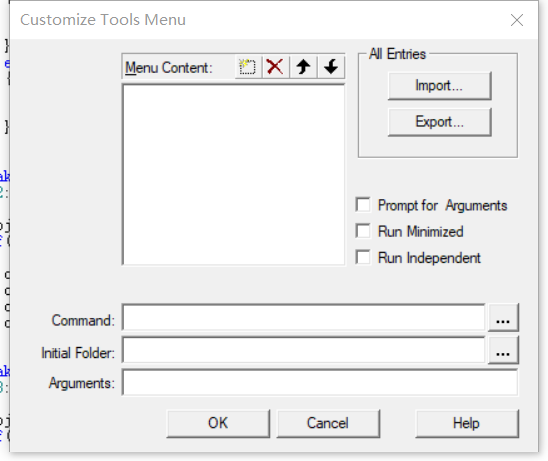 Customize Tools Menu
Menu Content:
All Entries
Import...
Export...
Prompt for Arguments
Run Minimized
Run Independent
Command:
...
Initial Folder:
...
Arguments:
OK
Cancel
Help